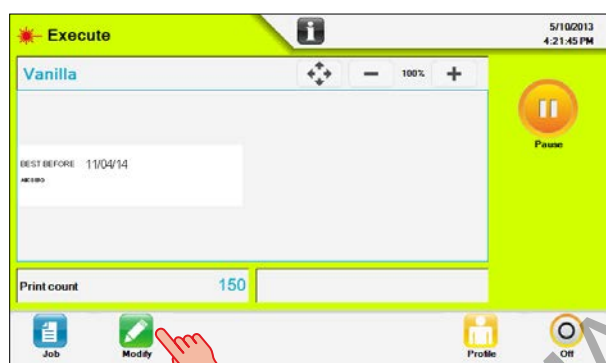 Execute
5/10/2013
4:21:45 PM
Vanilla
100%
Pause
BEST BEFORE 11/04/14
Print count 150
Job
Modify
Profile
Off